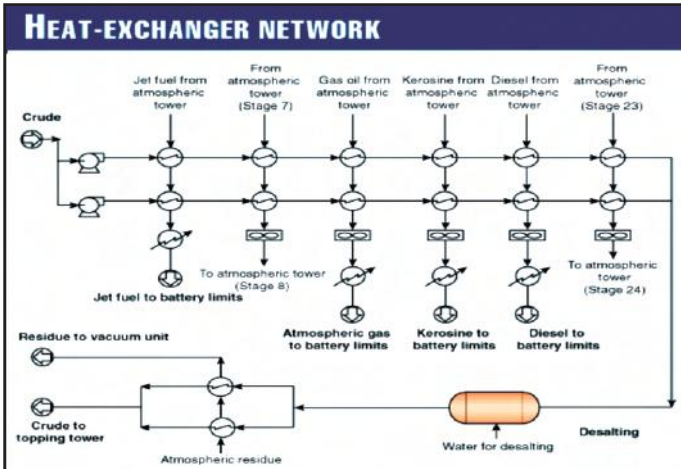 HEAT-EXCHANGER NETWORK
Jet fuel from
atmospheric
tower
From
atmospheric
tower
(Stage 7)
Gas oil from
atmospheric
tower
Kerosine from
atmospheric
tower
Diesel from
atmospheric
tower
From
atmospheric
tower
(Stage 23)
Crude
Jet fuel to battery limits
To atmospheric tower
(Stage 8)
Atmospheric gas
to battery limits
Kerosine to
battery limits
Diesel to
battery limits
To atmospheric
tower
(Stage 24)
Residue to vacuum unit
Crude to
topping tower
Atmospheric residue
Water for desalting
Desalting